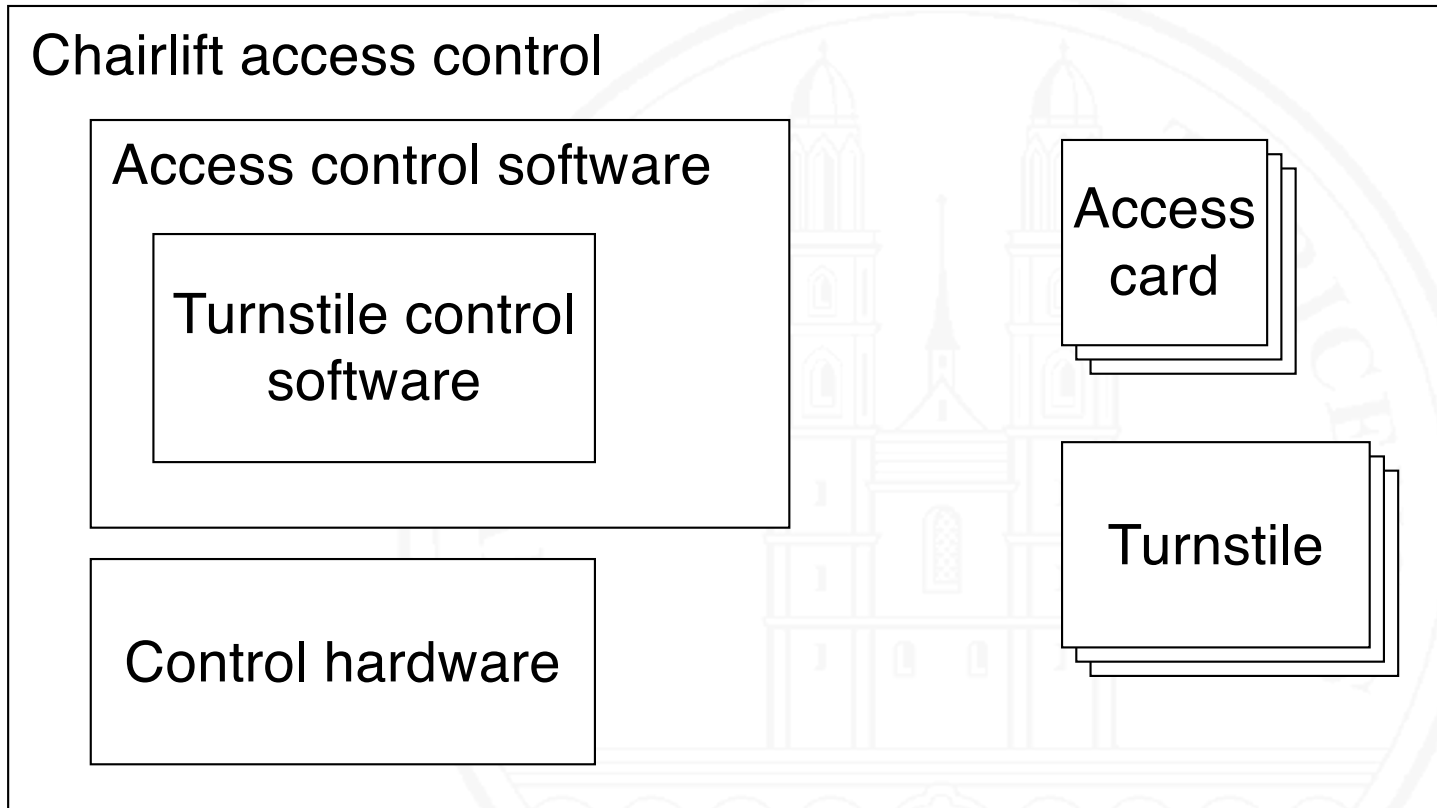 Chairlift access control
Access control software
Turnstile control
software
Control hardware
Access
card
Turnstile